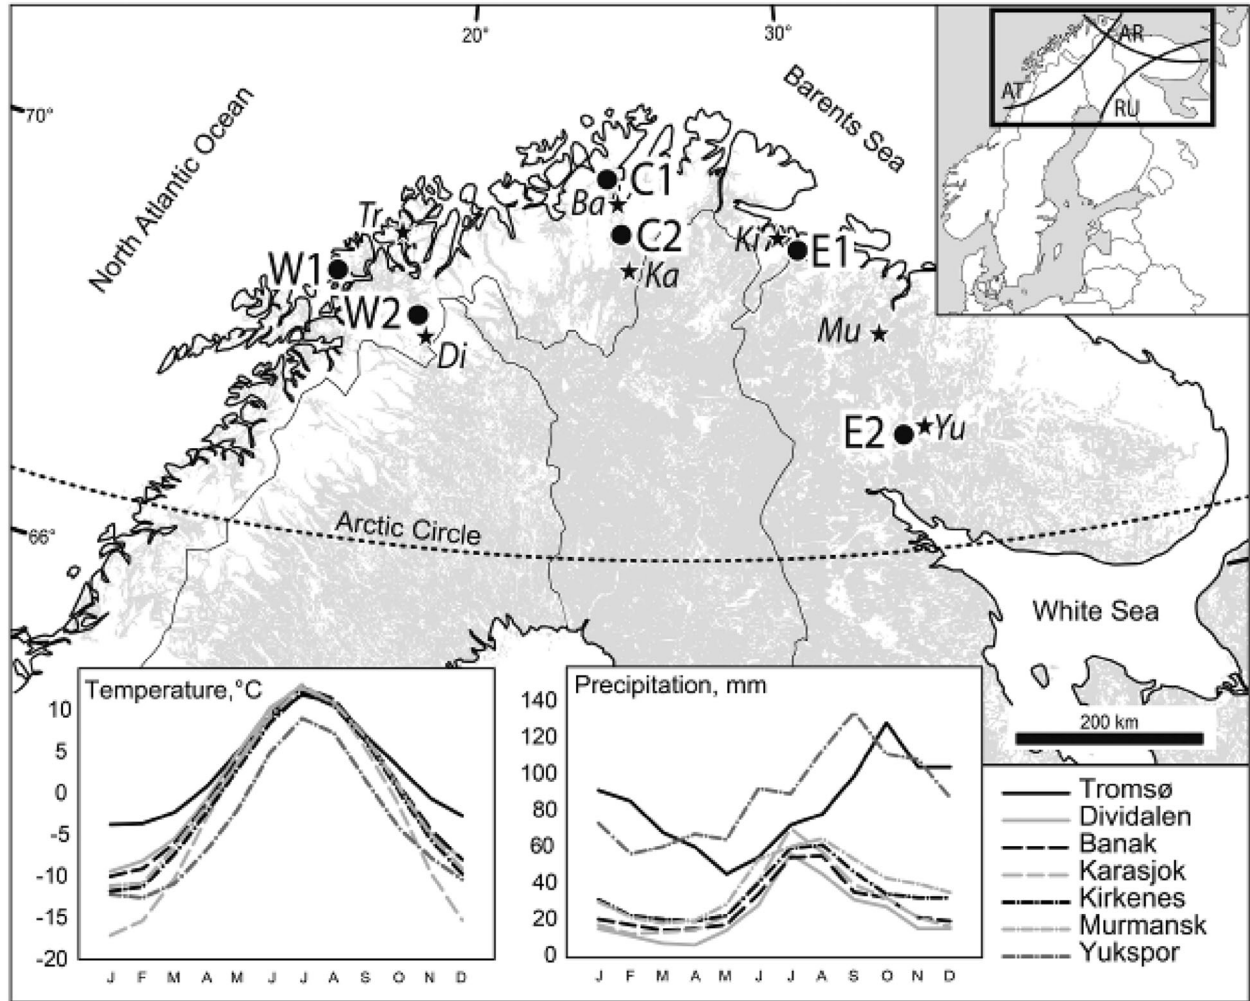 20°
30°
70°
North Atlantic Ocean
Barents Sea
AR
AT
RU
C1
Ba
Tr
C2
Ki
E1
W1
Ka
W2
Mu
Di
E2
Yu
66°
Arctic Circle
White Sea
200 km
Temperature,°C
10
5
0
-5
-10
-15
-20
J F M A M J J A S O N D
Precipitation, mm
140
120
100
80
60
40
20
0
J F M A M J J A S O N D
Tromsø
Dividalen
Banak
Karasjok
Kirkenes
Murmansk
Yukspor